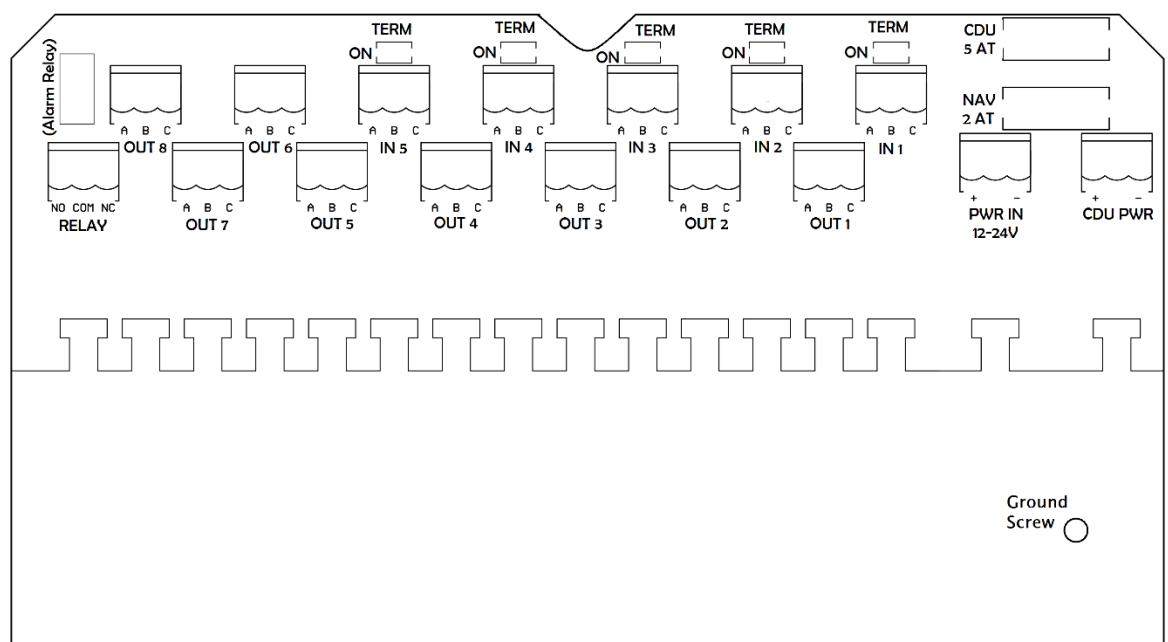 TERM TERM TERM TERM TERM
ON ON ON ON ON
CDU
5 AT
NAV
2 AT
(Alarm Relay)
A B C A B C A B C A B C A B C A B C A B C
OUT 8 OUT 6 IN 5 IN 4 IN 3 IN 2 IN 1
NO COM NC A B C A B C A B C A B C A B C A B C + - + -
RELAY OUT 7 OUT 5 OUT 4 OUT 3 OUT 2 OUT 1 PWR IN CDU PWR
12-24V
Ground
Screw